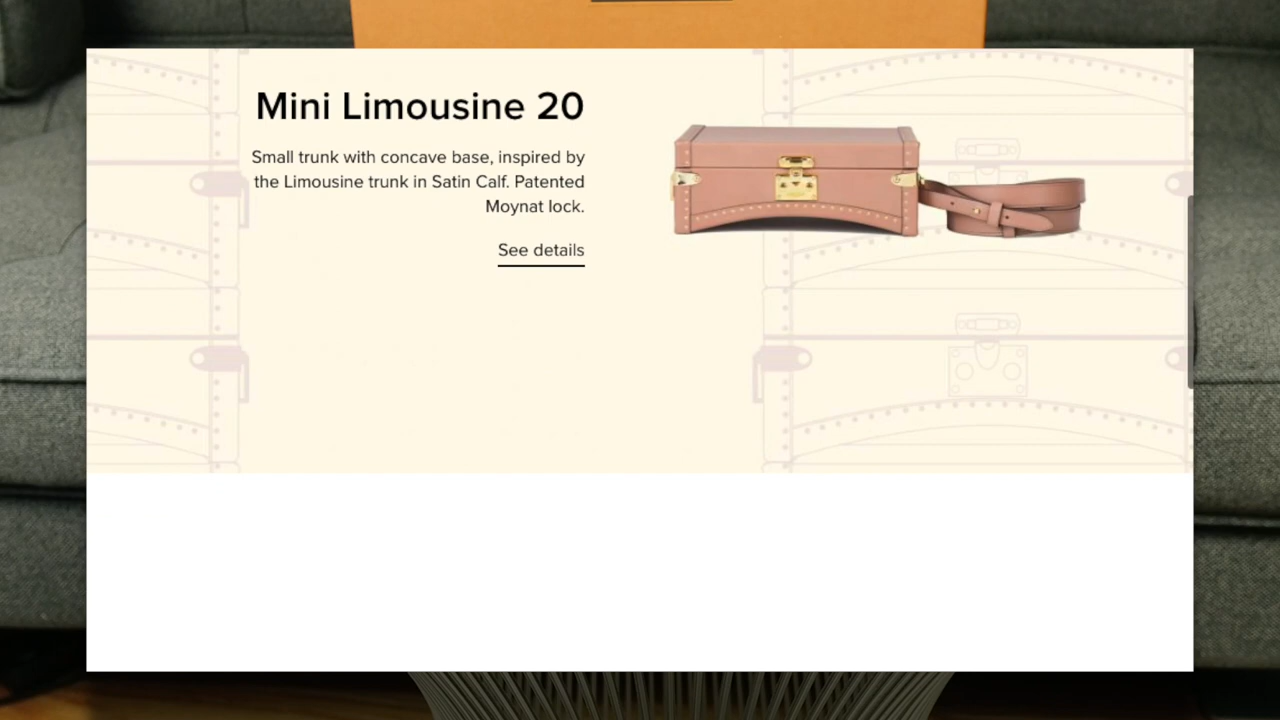 Mini Limousine 20
Small trunk with concave base, inspired by
the Limousine trunk in Satin Calf. Patented
Moynat lock.
See details